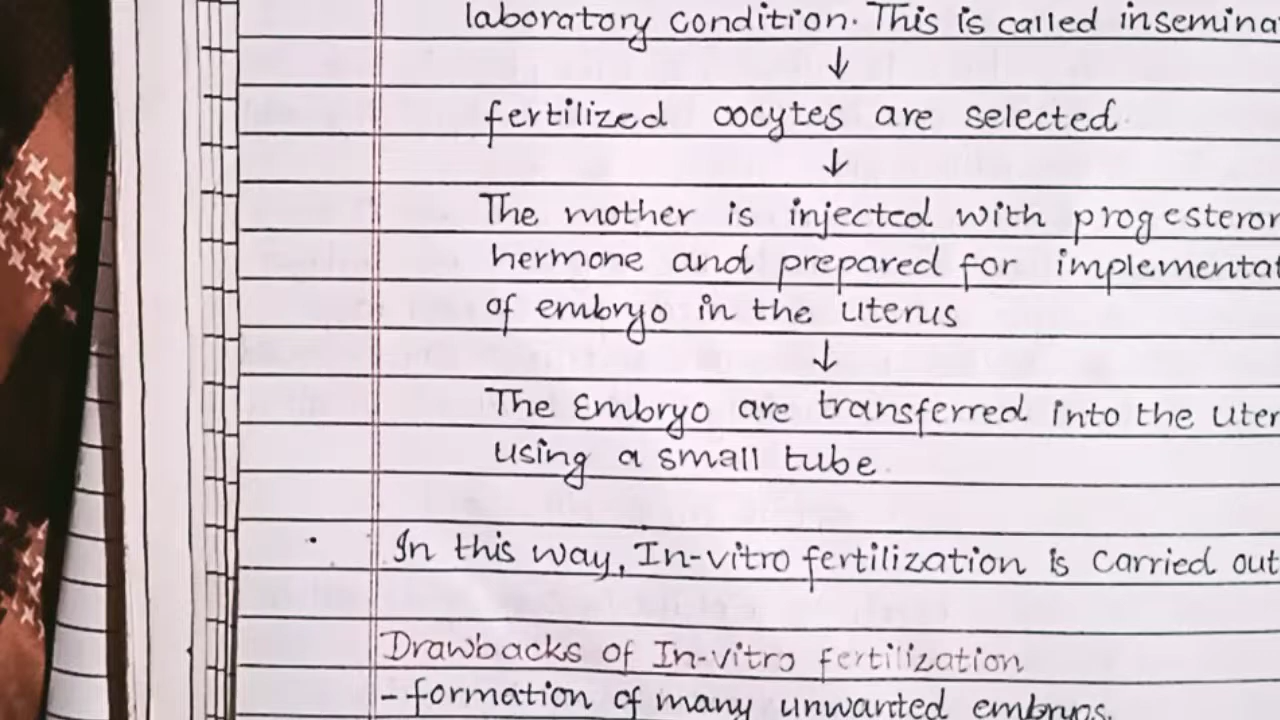 laboratory condition. This is called insemina
↓
fertilized oocytes are selected.
↓
The mother is injected with progesteron
hermone and prepared for implementat
of embryo in the uterus
↓
The Embryo are transferred into the uter
using a small tube.
In this way, In-vitro fertilization is carried out
Drawbacks of In-vitro fertilization
- formation of many unwanted embryos.